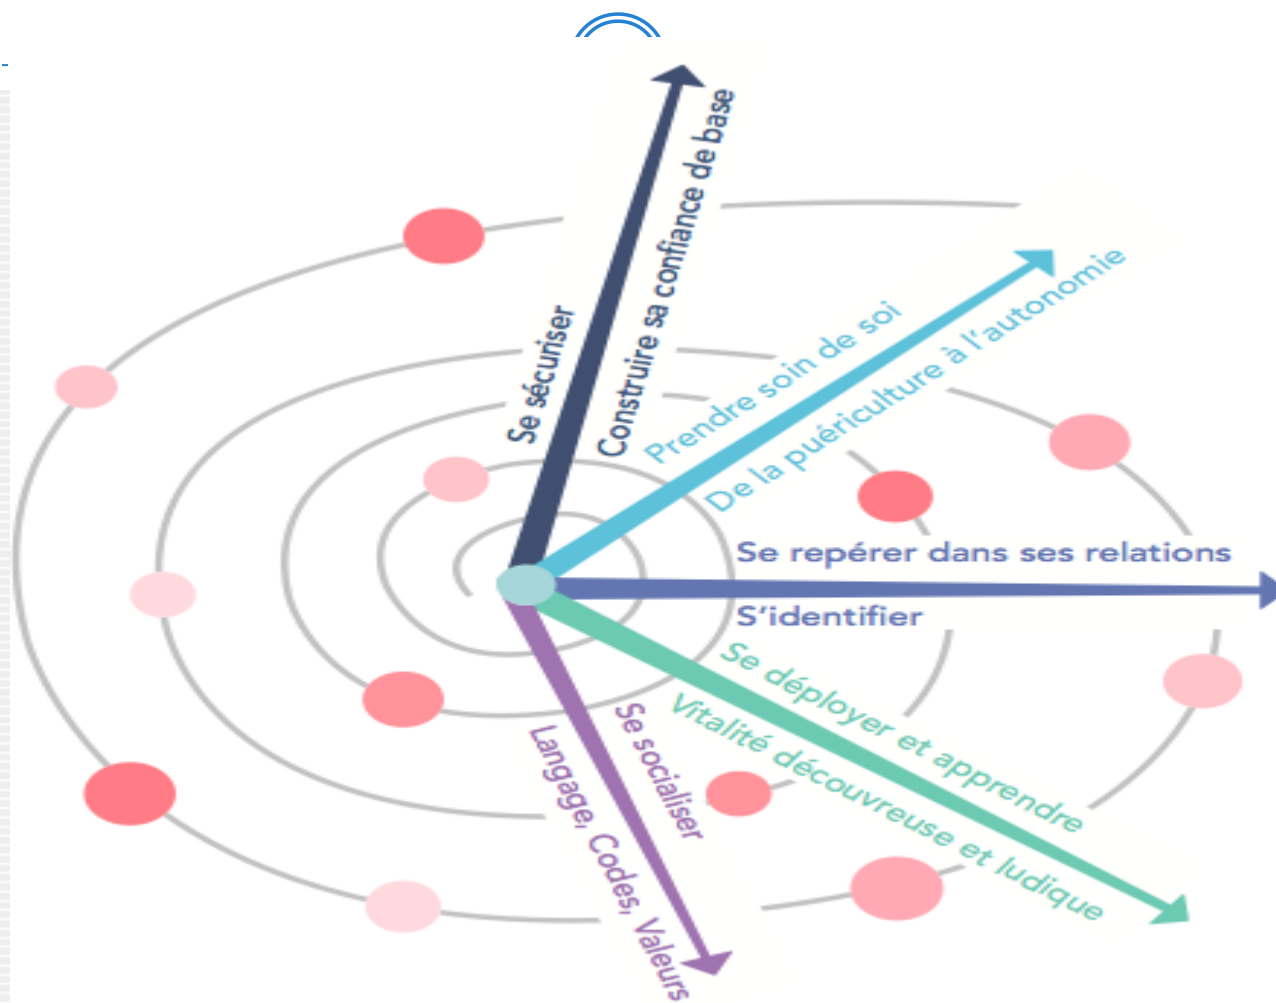 Se sécuriser
Construire sa confiance de base
Prendre soin de soi
De la puériculture à l'autonomie
Se repérer dans ses relations
S'identifier
Se déployer et apprendre
Vitalité découvreuse et ludique
Se socialiser
Langage, Codes, Valeurs